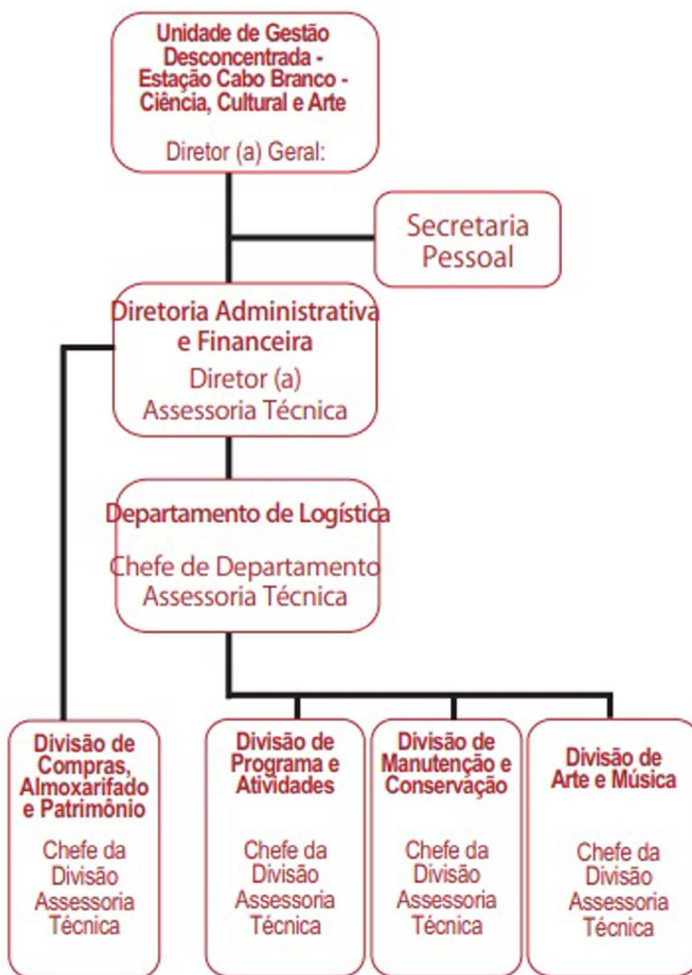 Unidade de Gestão
Desconcentrada -
Estação Cabo Branco -
Ciência, Cultural e Arte
Diretor (a) Geral:
Secretaria
Pessoal
Diretoria Administrativa
e Financeira
Diretor (a)
Assessoria Técnica
Departamento de Logística
Chefe de Departamento
Assessoria Técnica
Divisão de
Compras,
Almoxarifado
e Patrimônio
Chefe da
Divisão
Assessoria
Técnica
Divisão de
Programa e
Atividades
Chefe da
Divisão
Assessoria
Técnica
Divisão de
Manutenção e
Conservação
Chefe da
Divisão
Assessoria
Técnica
Divisão de
Arte e Música
Chefe da
Divisão
Assessoria
Técnica